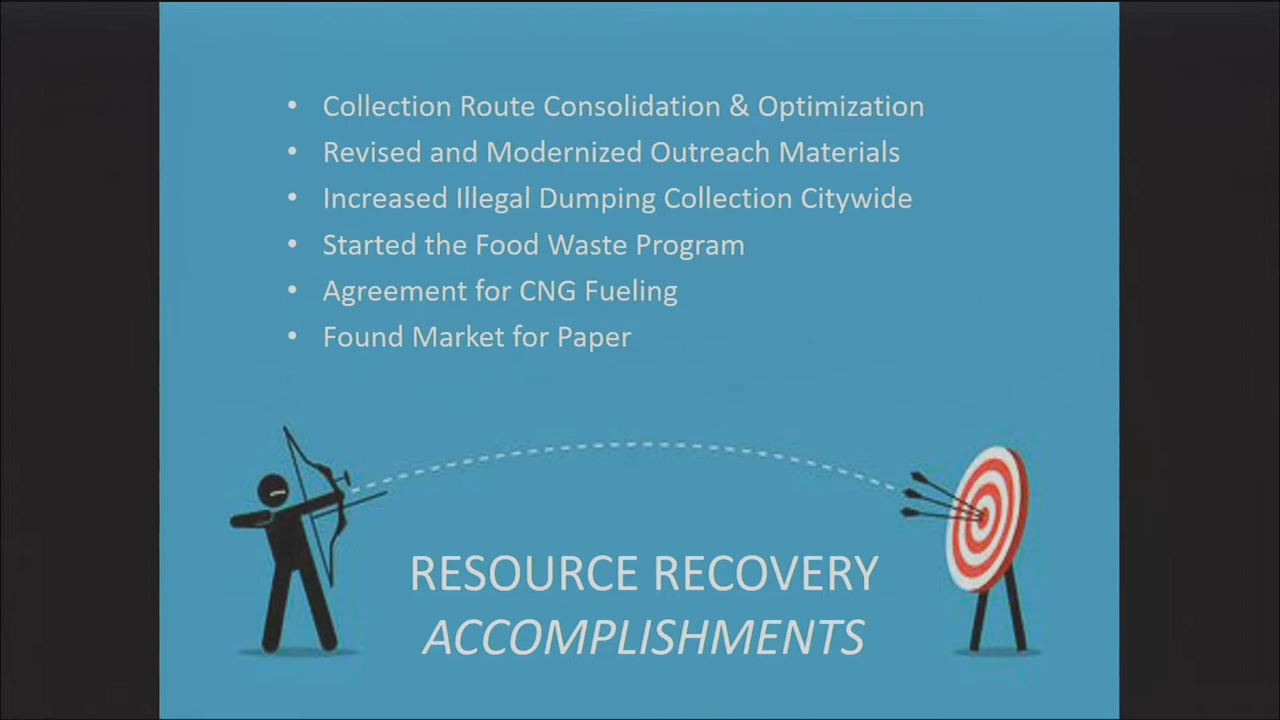 • Collection Route Consolidation & Optimization
• Revised and Modernized Outreach Materials
• Increased Illegal Dumping Collection Citywide
• Started the Food Waste Program
• Agreement for CNG Fueling
• Found Market for Paper
RESOURCE RECOVERY
ACCOMPLISHMENTS